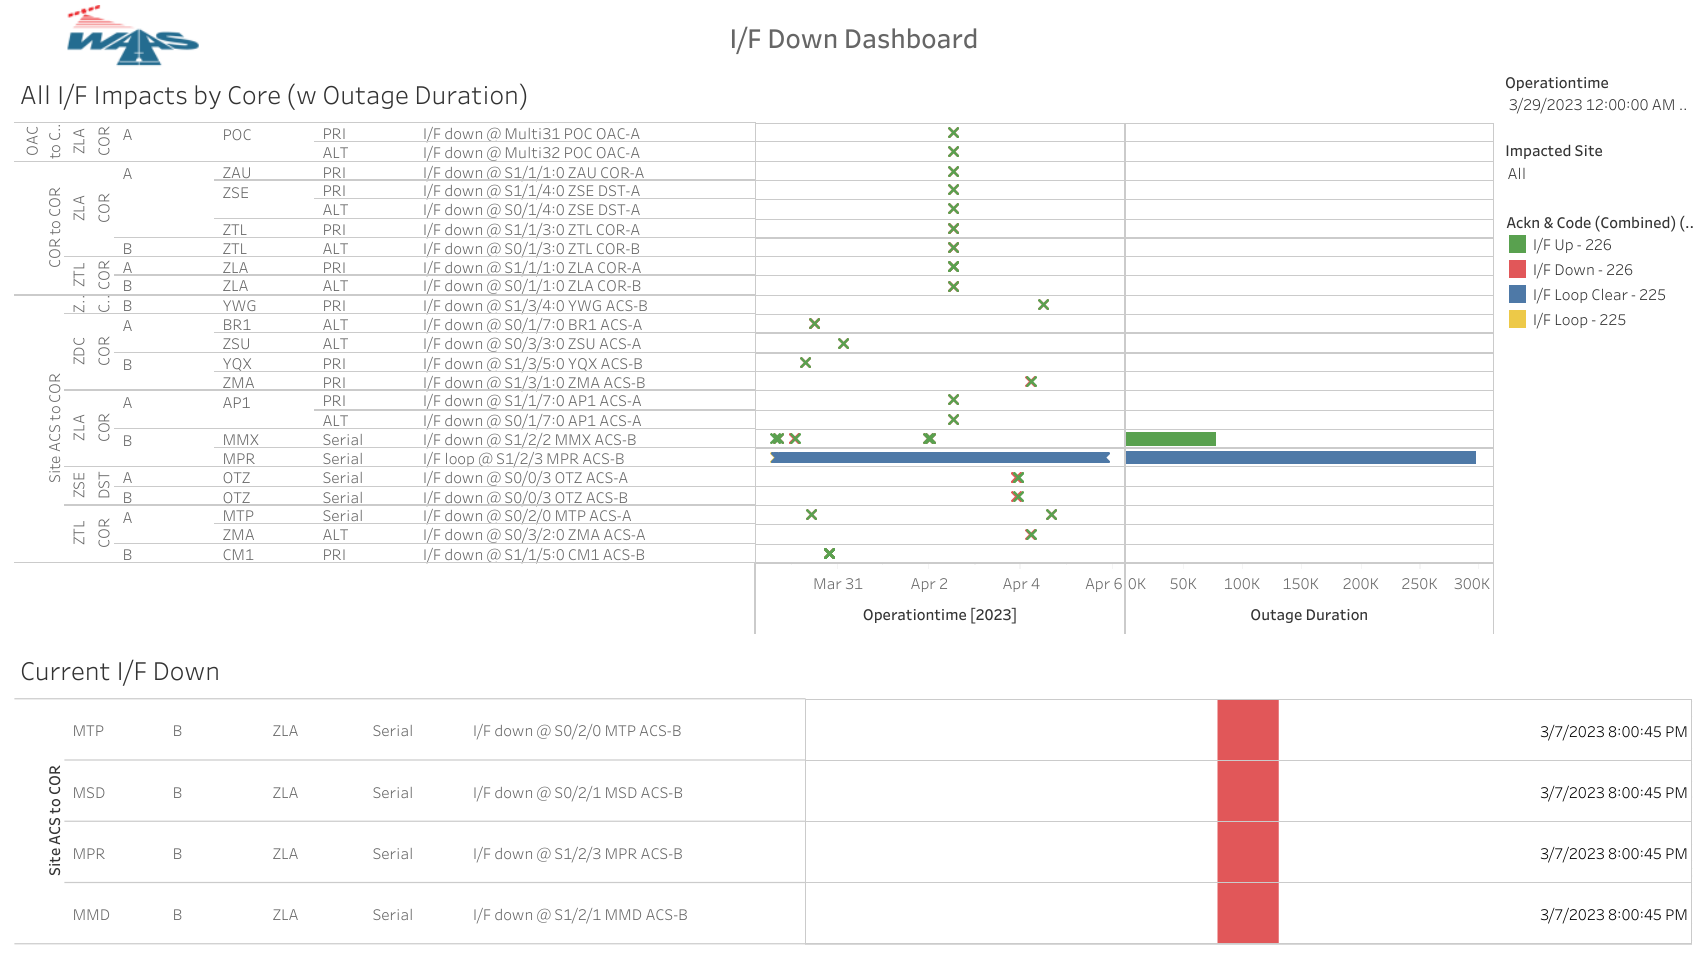 WAAS
I/F Down Dashboard
All I/F Impacts by Core (w Outage Duration)
OAC to C.. ZLA COR A POC PRI I/F down @ Multi31 POC OAC-A
ALT I/F down @ Multi32 POC OAC-A
COR to COR ZLA COR A ZAU PRI I/F down @ S1/1/1:0 ZAU COR-A
ZSE PRI I/F down @ S1/1/4:0 ZSE DST-A
ALT I/F down @ S0/1/4:0 ZSE DST-A
ZTL PRI I/F down @ S1/1/3:0 ZTL COR-A
B ZTL ALT I/F down @ S0/1/3:0 ZTL COR-B
ZTL COR A ZLA PRI I/F down @ S1/1/1:0 ZLA COR-A
B ZLA ALT I/F down @ S0/1/1:0 ZLA COR-B
Site ACS to COR Z.. C.. B YWG PRI I/F down @ S1/3/4:0 YWG ACS-B
ZDC COR A BR1 ALT I/F down @ S0/1/7:0 BR1 ACS-A
ZSU ALT I/F down @ S0/3/3:0 ZSU ACS-A
B YQX PRI I/F down @ S1/3/5:0 YQX ACS-B
ZMA PRI I/F down @ S1/3/1:0 ZMA ACS-B
ZLA COR A AP1 PRI I/F down @ S1/1/7:0 AP1 ACS-A
ALT I/F down @ S0/1/7:0 AP1 ACS-A
B MMX Serial I/F down @ S1/2/2 MMX ACS-B
MPR Serial I/F loop @ S1/2/3 MPR ACS-B
ZSE DST A OTZ Serial I/F down @ S0/0/3 OTZ ACS-A
B OTZ Serial I/F down @ S0/0/3 OTZ ACS-B
ZTL COR A MTP Serial I/F down @ S0/2/0 MTP ACS-A
ZMA ALT I/F down @ S0/3/2:0 ZMA ACS-A
B CM1 PRI I/F down @ S1/1/5:0 CM1 ACS-B
Mar 31 Apr 2 Apr 4 Apr 6 0K 50K 100K 150K 200K 250K 300K
Operationtime [2023] Outage Duration
Operationtime
3/29/2023 12:00:00 AM ..
Impacted Site
All
Ackn & Code (Combined) (..
I/F Up - 226
I/F Down - 226
I/F Loop Clear - 225
I/F Loop - 225
Current I/F Down
Site ACS to COR
MTP B ZLA Serial I/F down @ S0/2/0 MTP ACS-B 3/7/2023 8:00:45 PM
MSD B ZLA Serial I/F down @ S0/2/1 MSD ACS-B 3/7/2023 8:00:45 PM
MPR B ZLA Serial I/F down @ S1/2/3 MPR ACS-B 3/7/2023 8:00:45 PM
MMD B ZLA Serial I/F down @ S1/2/1 MMD ACS-B 3/7/2023 8:00:45 PM